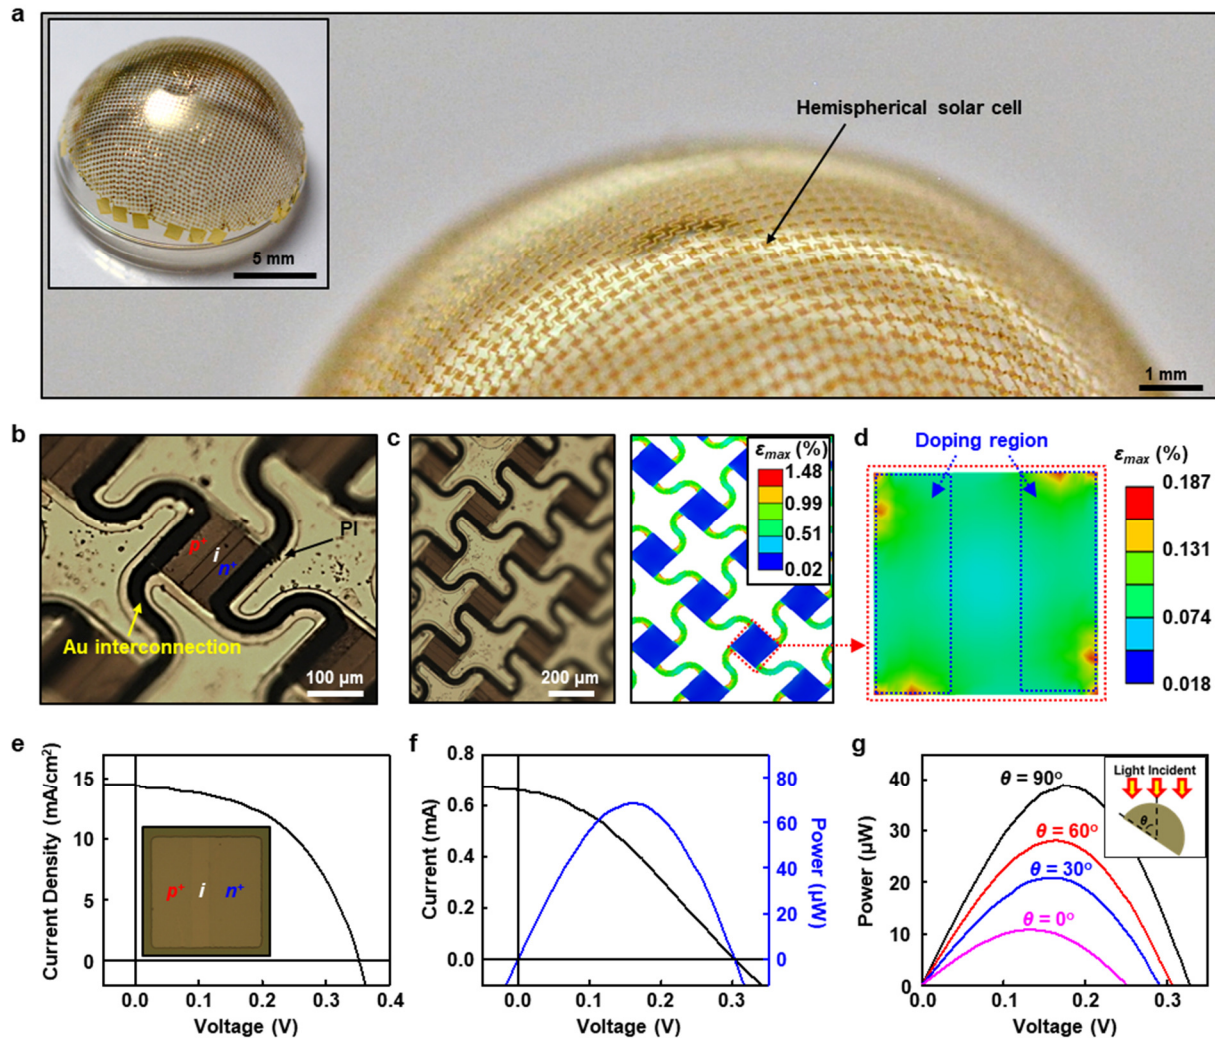 a
Hemispherical solar cell
5 mm
1 mm
b
p+
i
n+
PI
Au interconnection
100 μm
c
200 μm
εmax (%)
1.48
0.99
0.51
0.02
d
Doping region
εmax (%)
0.187
0.131
0.074
0.018
e
Current Density (mA/cm²)
15
10
5
0
p+ i n+
0.0 0.1 0.2 0.3 0.4
Voltage (V)
f
Current (mA)
0.8
0.6
0.4
0.2
0.0
0.0 0.1 0.2 0.3
Voltage (V)
80
60
40
20
0
Power (μW)
g
Power (μW)
40
30
20
10
0
θ = 90°
θ = 60°
θ = 30°
θ = 0°
Light Incident
θ
0.0 0.1 0.2 0.3
Voltage (V)